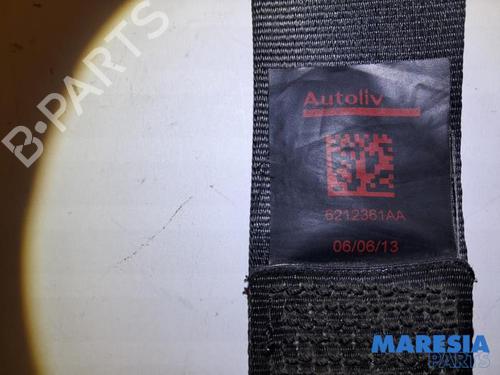 B-PARTS
Autoliv
6212361AA
06/06/13
MARESIA
PARTS